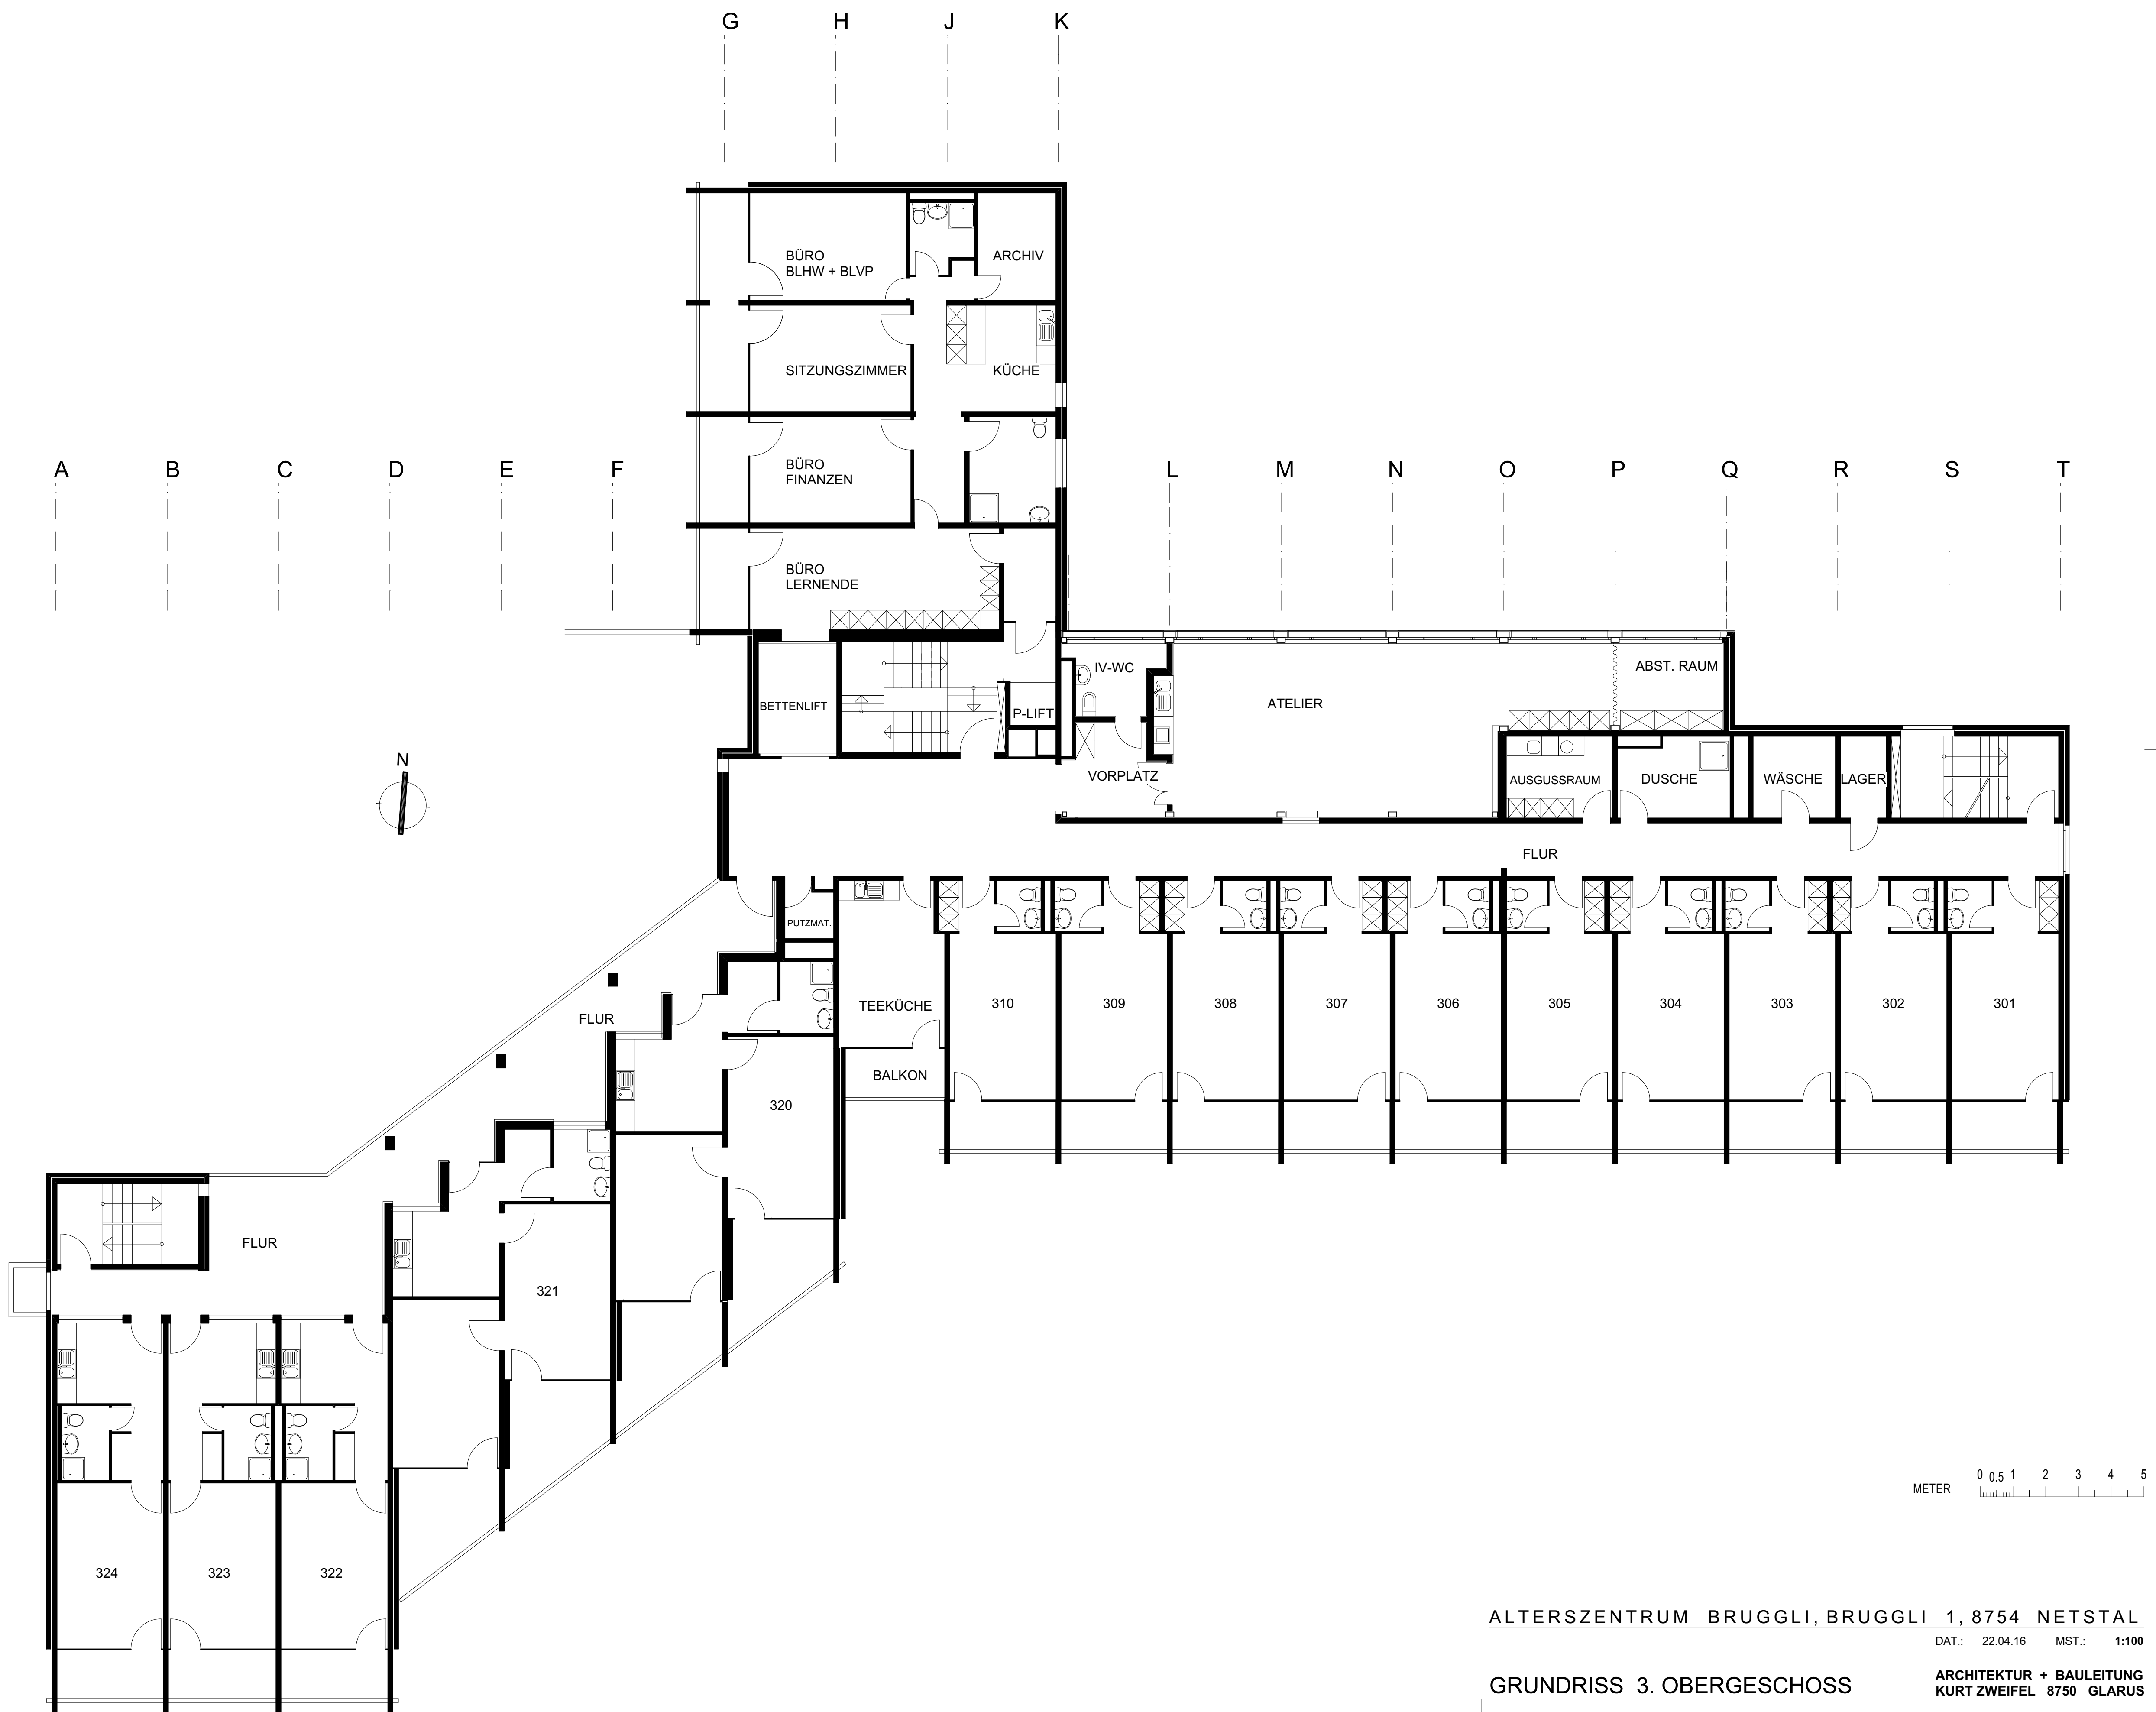 G H J K
BÜRO
BLHW + BLVP
ARCHIV
SITZUNGSZIMMER
KÜCHE
A B C D E F
BÜRO
FINANZEN
L M N O P Q R S T
BÜRO
LERNENDE
IV-WC
ABST. RAUM
BETTENLIFT
P-LIFT
ATELIER
N
VORPLATZ
AUSGUSSRAUM
DUSCHE
WÄSCHE
LAGER
FLUR
PUTZMAT.
TEEKÜCHE
310 309 308 307 306 305 304 303 302 301
FLUR
BALKON
320
FLUR
321
324 323 322
METER
0 0.5 1 2 3 4 5
ALTERSZENTRUM BRUGGLI, BRUGGLI 1, 8754 NETSTAL
DAT.: 22.04.16 MST.: 1:100
GRUNDRISS 3. OBERGESCHOSS
ARCHITEKTUR + BAULEITUNG
KURT ZWEIFEL 8750 GLARUS